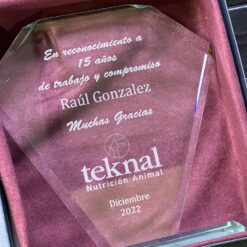 En reconocimiento a
15 años
de trabajo y compromiso
Raúl Gonzalez
Muchas Gracias
teknal
Nutrición Animal
Diciembre
2022